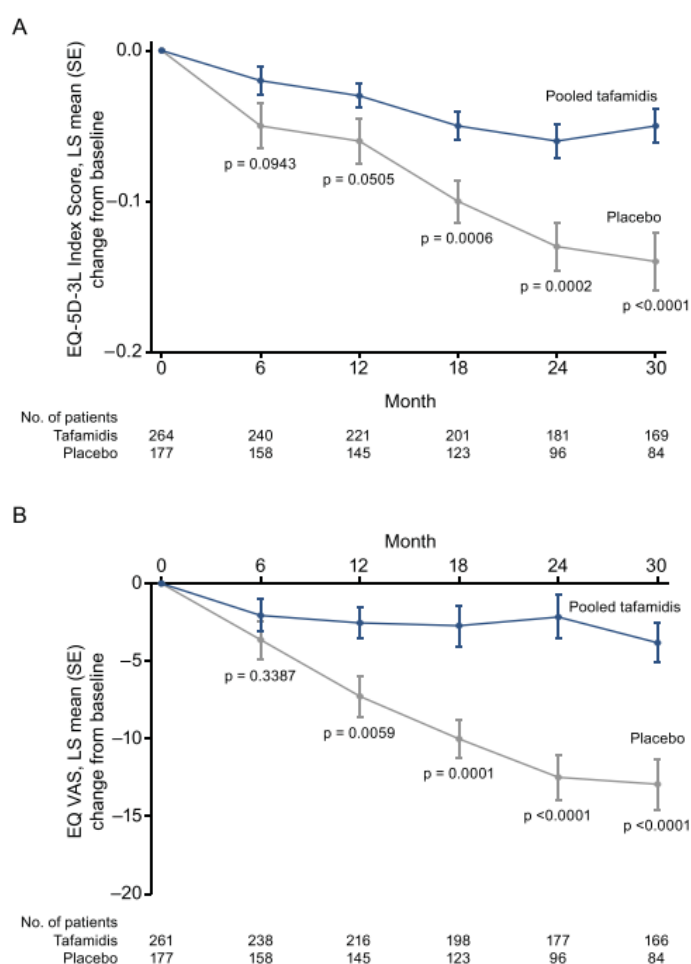 A
EQ-5D-3L Index Score, LS mean (SE)
change from baseline
0.0
–0.1
–0.2
Pooled tafamidis
Placebo
p = 0.0943
p = 0.0505
p = 0.0006
p = 0.0002
p <0.0001
0 6 12 18 24 30
Month
No. of patients
Tafamidis 264 240 221 201 181 169
Placebo 177 158 145 123 96 84
B
Month
0 6 12 18 24 30
EQ VAS, LS mean (SE)
change from baseline
0
–5
–10
–15
–20
Pooled tafamidis
Placebo
p = 0.3387
p = 0.0059
p = 0.0001
p <0.0001
p <0.0001
No. of patients
Tafamidis 261 238 216 198 177 166
Placebo 177 158 145 123 96 84